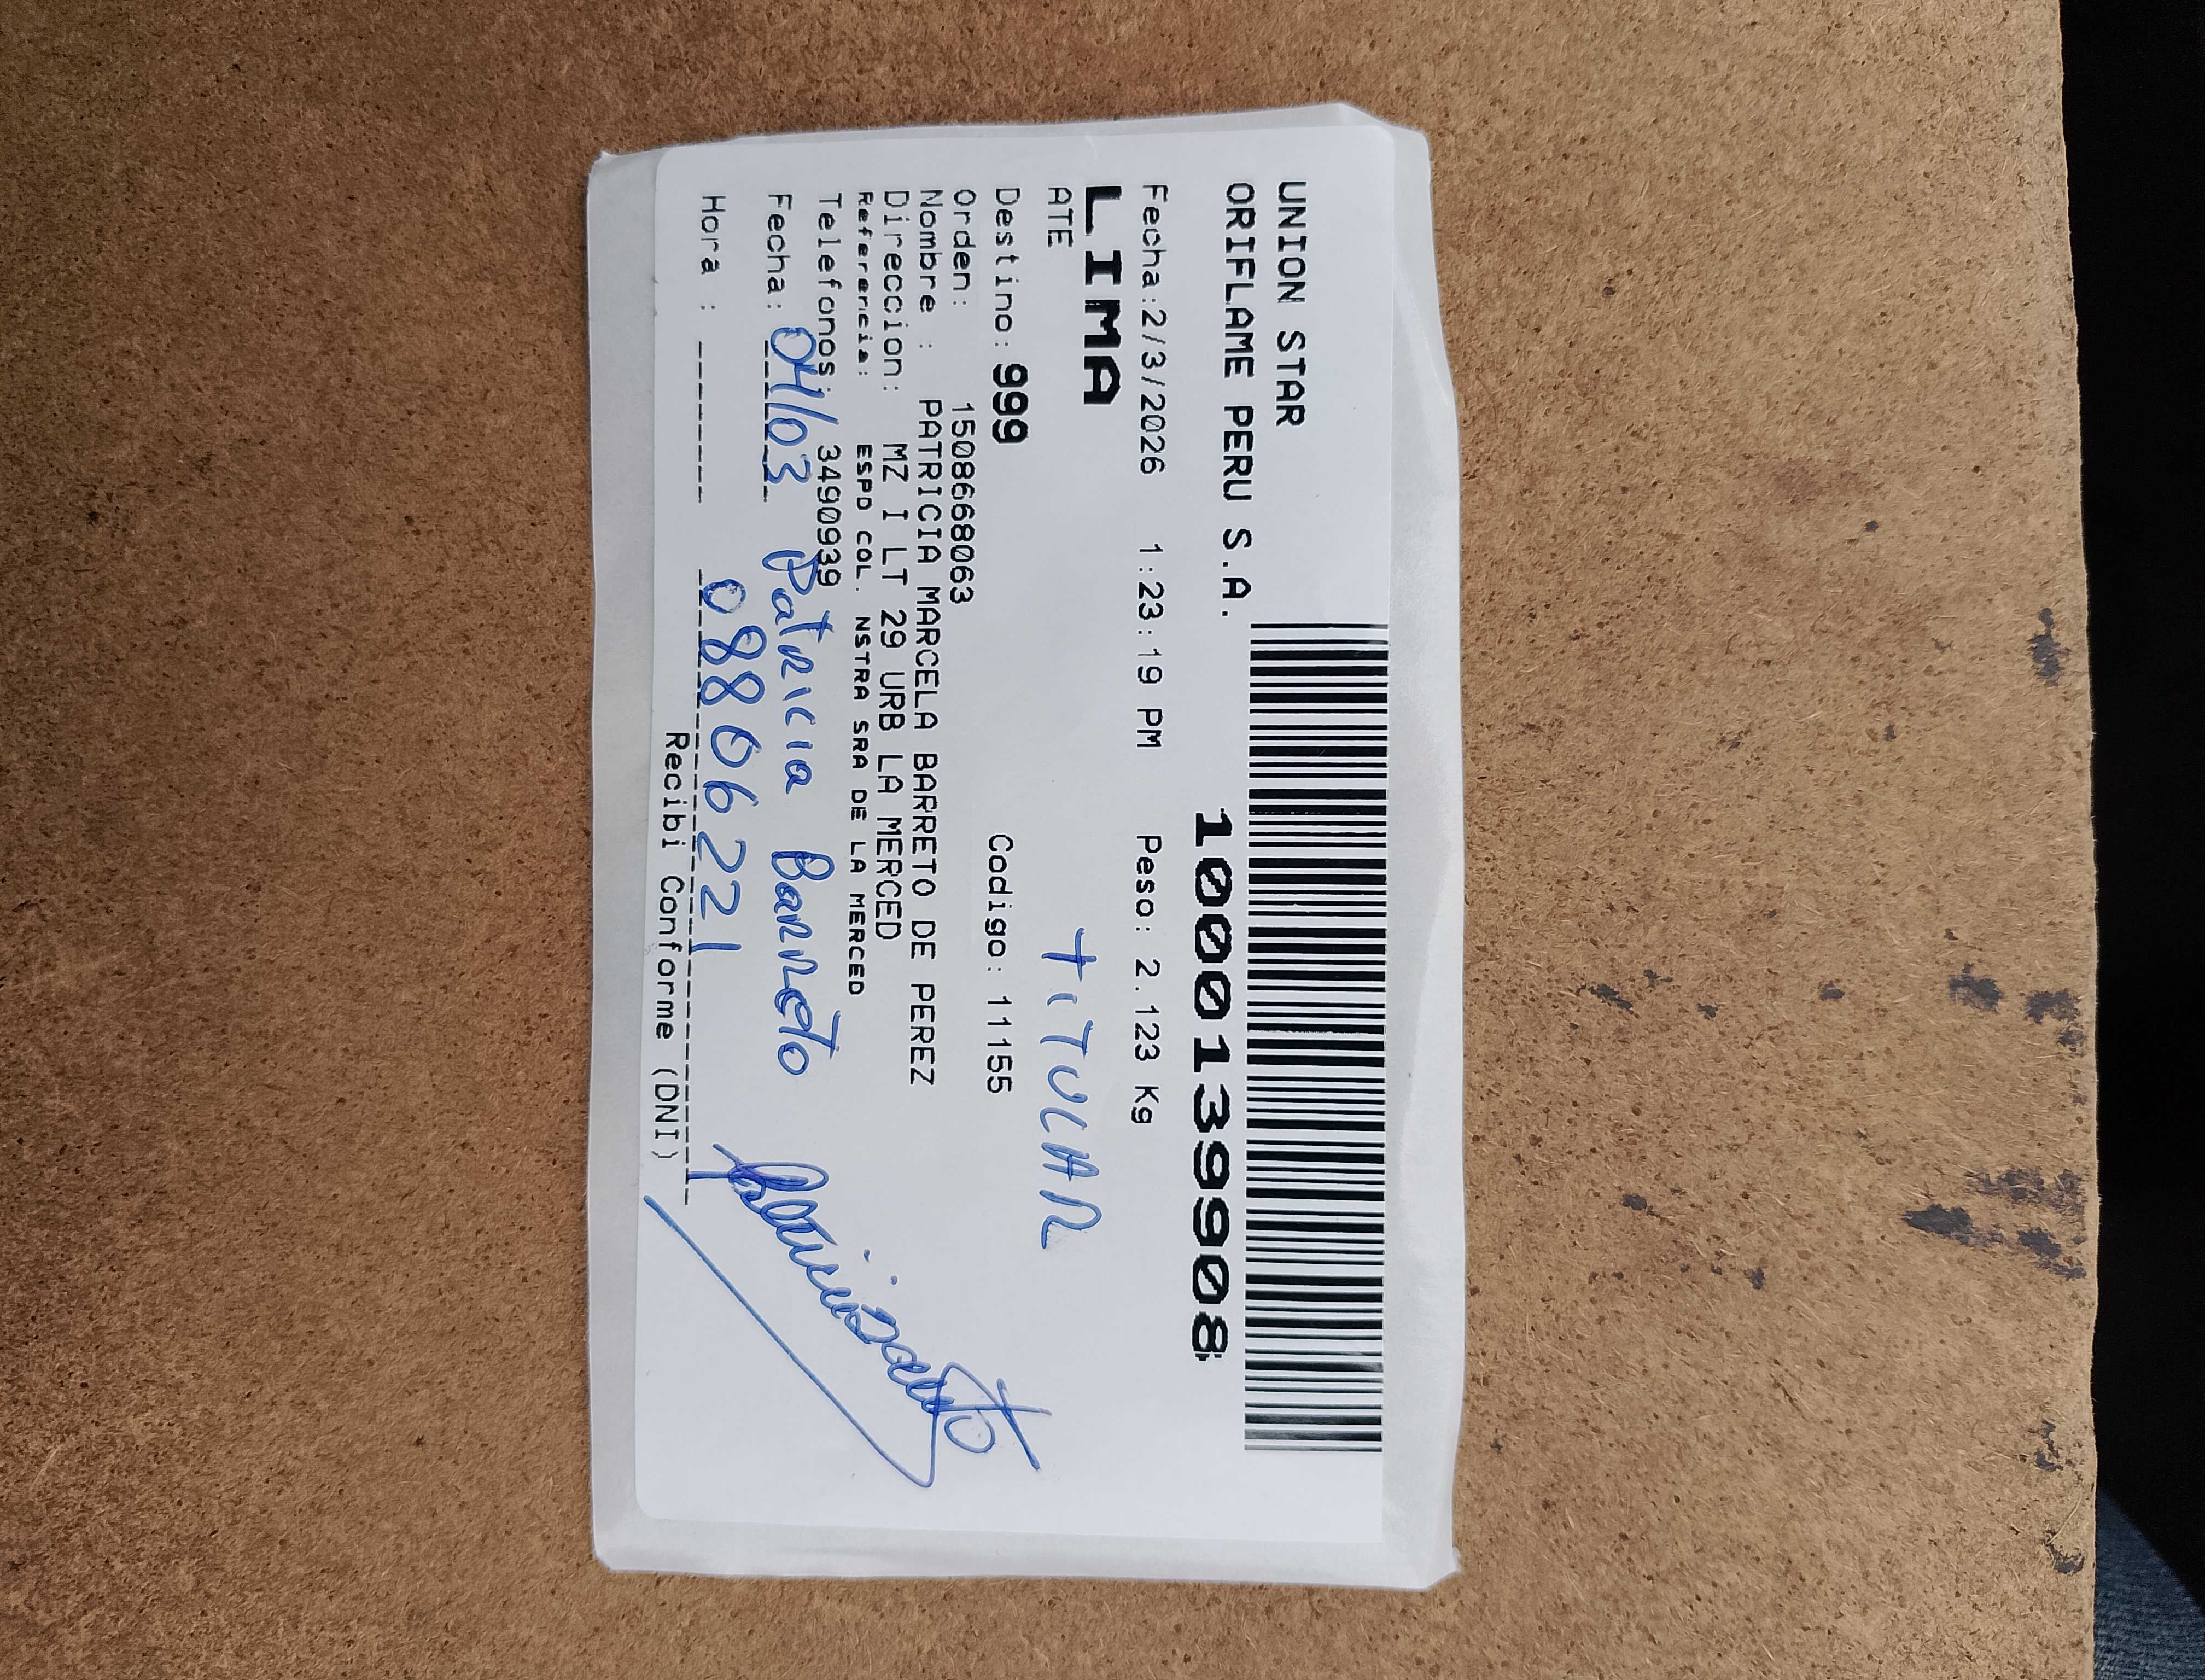 UNION STAR
ORIFLAME PERU S.A.
10000139908
Fecha:2/3/2026 1:23:19 PM Peso: 2.123 Kg
LIMA
ATE
TITULAR
Destino: 999 Codigo: 11155
Orden: 1508668063
Nombre : PATRICIA MARCELA BARRETO DE PEREZ
Direccion: MZ I LT 29 URB LA MERCED
Referencia: ESPD COL. NSTRA SRA DE LA MERCED
Telefonos: 3490939
Fecha: 04/03 Patricia Barreto
Hora : 08806221
Recibi Conforme (DNI)